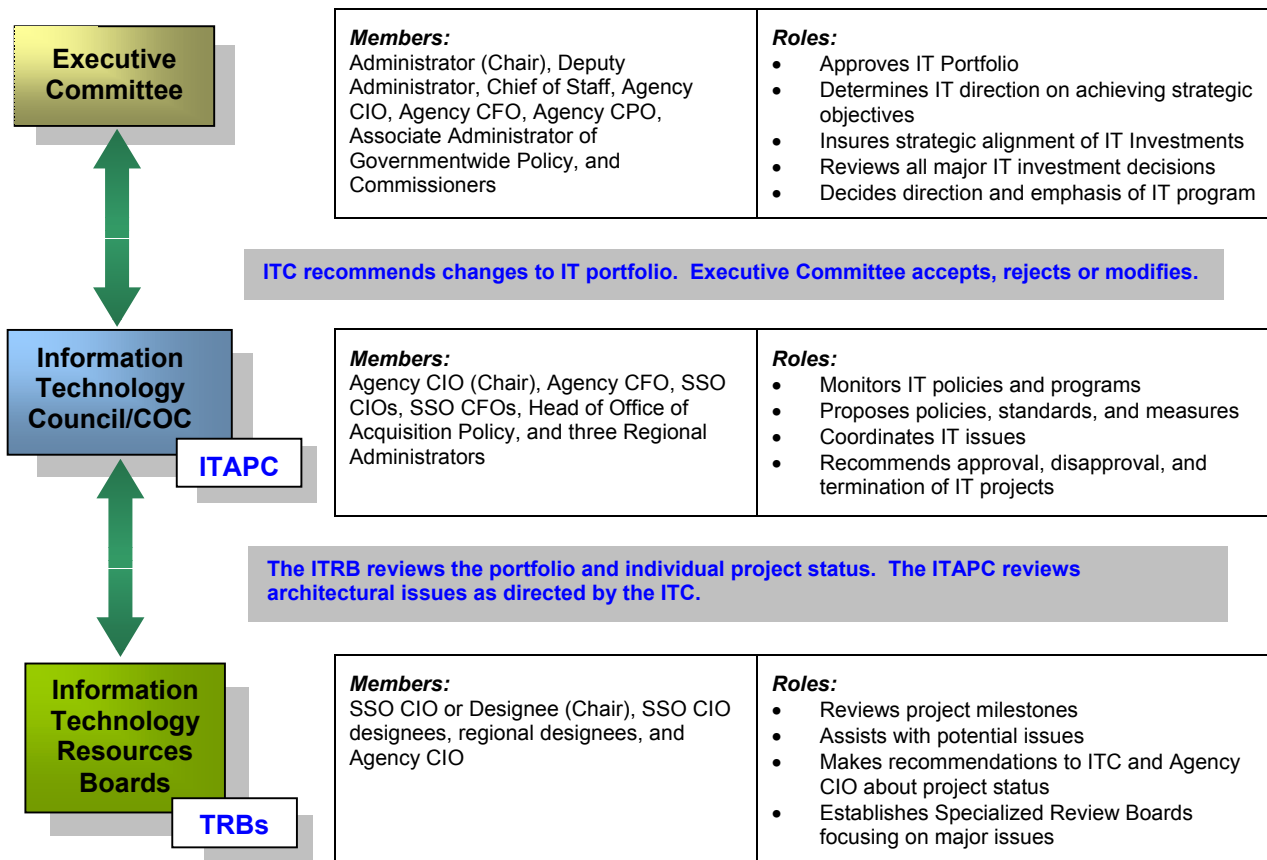 Executive
Committee
Members:
Administrator (Chair), Deputy
Administrator, Chief of Staff, Agency
CIO, Agency CFO, Agency CPO,
Associate Administrator of
Governmentwide Policy, and
Commissioners
Roles:
• Approves IT Portfolio
• Determines IT direction on achieving strategic
objectives
• Insures strategic alignment of IT Investments
• Reviews all major IT investment decisions
• Decides direction and emphasis of IT program
ITC recommends changes to IT portfolio. Executive Committee accepts, rejects or modifies.
Information
Technology
Council/COC
ITAPC
Members:
Agency CIO (Chair), Agency CFO, SSO
CIOs, SSO CFOs, Head of Office of
Acquisition Policy, and three Regional
Administrators
Roles:
• Monitors IT policies and programs
• Proposes policies, standards, and measures
• Coordinates IT issues
• Recommends approval, disapproval, and
termination of IT projects
The ITRB reviews the portfolio and individual project status. The ITAPC reviews
architectural issues as directed by the ITC.
Information
Technology
Resources
Boards
TRBs
Members:
SSO CIO or Designee (Chair), SSO CIO
designees, regional designees, and
Agency CIO
Roles:
• Reviews project milestones
• Assists with potential issues
• Makes recommendations to ITC and Agency
CIO about project status
• Establishes Specialized Review Boards
focusing on major issues